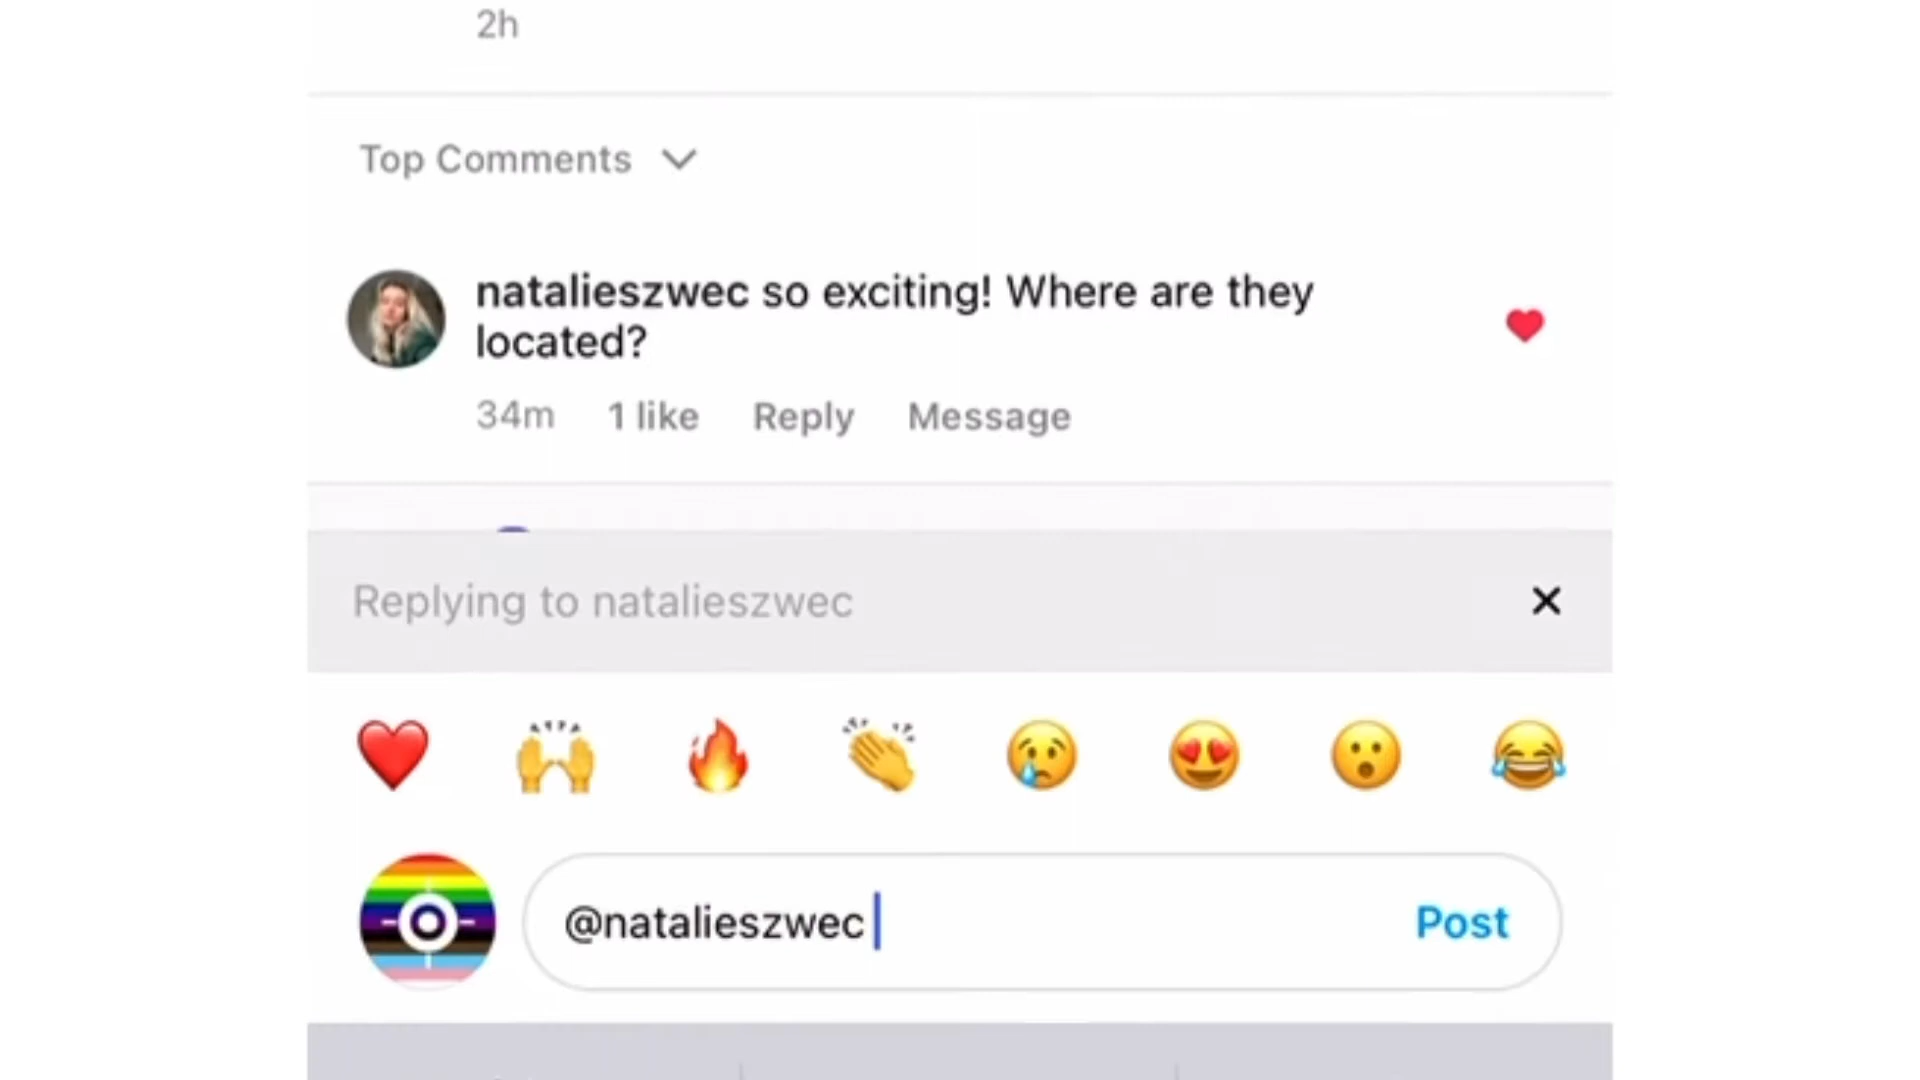 2h
Top Comments
natalieszwec so exciting! Where are they
located?
34m 1 like Reply Message
Replying to natalieszwec
@natalieszwec Post